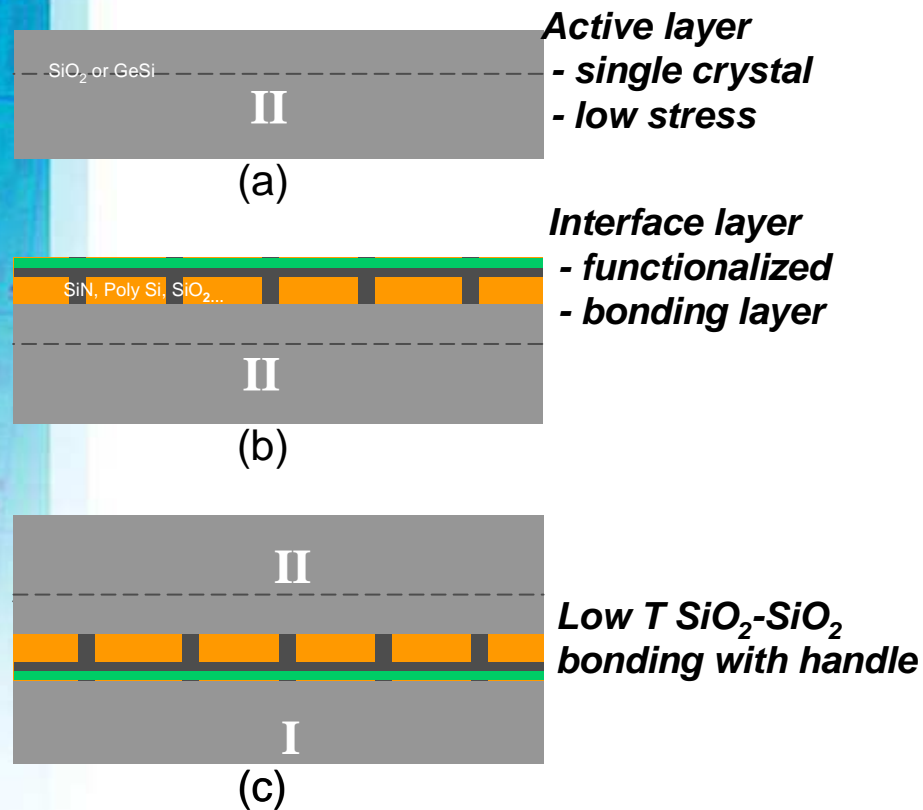 Active layer
- single crystal
- low stress
SiO₂ or GeSi
II
(a)
Interface layer
- functionalized
- bonding layer
SiN, Poly Si, SiO₂...
II
(b)
II
Low T SiO₂-SiO₂
bonding with handle
I
(c)